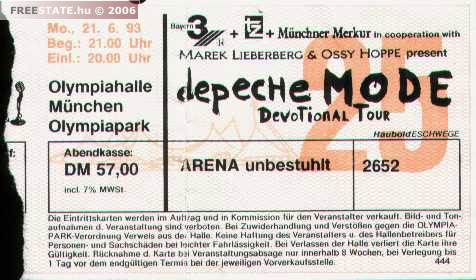 FREESTATE.hu © 2006
Mo., 21. 6. 93
Beg.: 21.00 Uhr
Einl.: 20.00 Uhr
Bayern 3 + tz + Münchner Merkur in cooperation with
MAREK LIEBERBERG & OSSY HOPPE present
depeche MODE
DEVOTIONAL TOUR
Haubold ESCHWEGE
Olympiahalle
München
Olympiapark
f:
Abendkasse:
DM 57,00
incl. 7% MWSt.
ARENA unbestuhlt
2652
Die Eintrittskarten werden im Auftrag und in Kommission für den Veranstalter verkauft. Bild- und Ton-
aufnahmen d. Veranstaltung sind verboten. Bei Zuwiderhandlung und Verstoßen gegen die OLYMPIA-
PARK-Verordnung Verweis aus der Halle. Keine Haftung des Veranstalters u. des Hallenbetreibers für
Personen- und Sachschäden bei leichter Fahrlässigkeit. Bei Verlassen der Halle verliert die Karte ihre
Gültigkeit. Rücknahme d. Karte bei Veranstaltungsabsage nur innerhalb 8 Wochen, bei Verlegung bis
1 Tag vor dem endgültigen Termin bei der jeweiligen Vorverkaufsstelle.
444